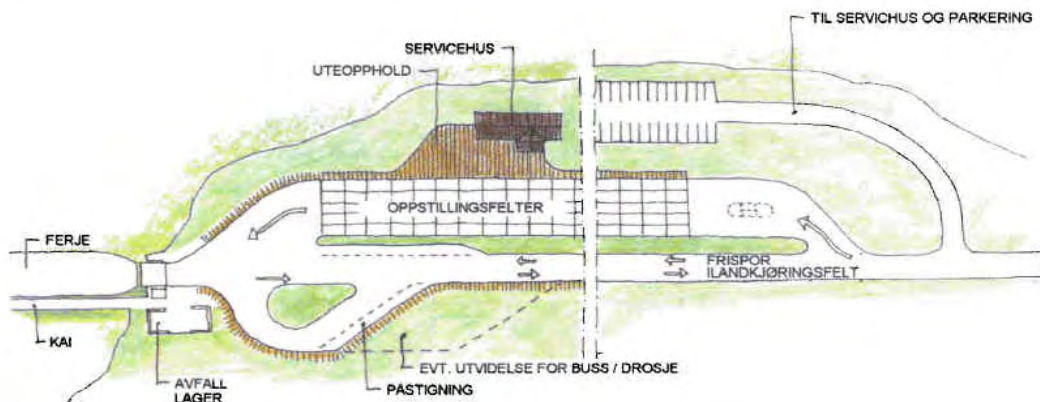 TIL SERVICHUS OG PARKERING
SERVICEHUS
UTEOPPHOLD
OPPSTILLINGSFELTER
FERJE
FRISPOR
ILANDKJØRINGSFELT
KAI
EVT. UTVIDELSE FOR BUSS / DROSJE
AVFALL
LAGER
PÅSTIGNING